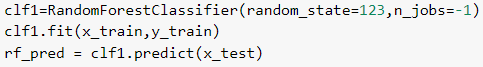 clf1=RandomForestClassifier(random_state=123,n_jobs=-1)
clf1.fit(x_train,y_train)
rf_pred = clf1.predict(x_test)